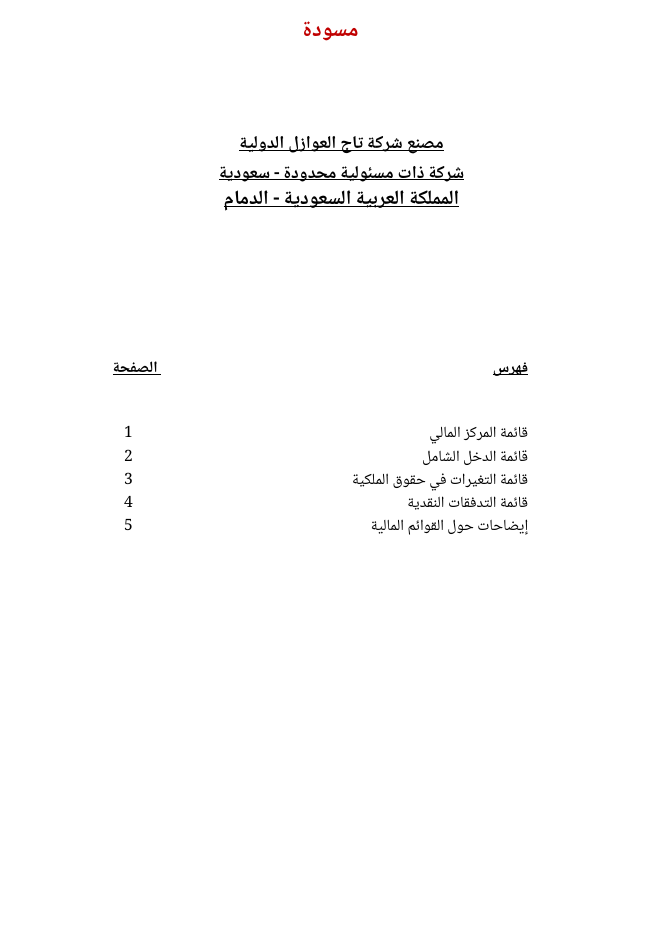 مسودة
مصنع شركة تاج العوازل الدولية
شركة ذات مسئولية محدودة - سعودية
المملكة العربية السعودية - الدمام
فهرس الصفحة
قائمة المركز المالي 1
قائمة الدخل الشامل 2
قائمة التغيرات في حقوق الملكية 3
قائمة التدفقات النقدية 4
إيضاحات حول القوائم المالية 5